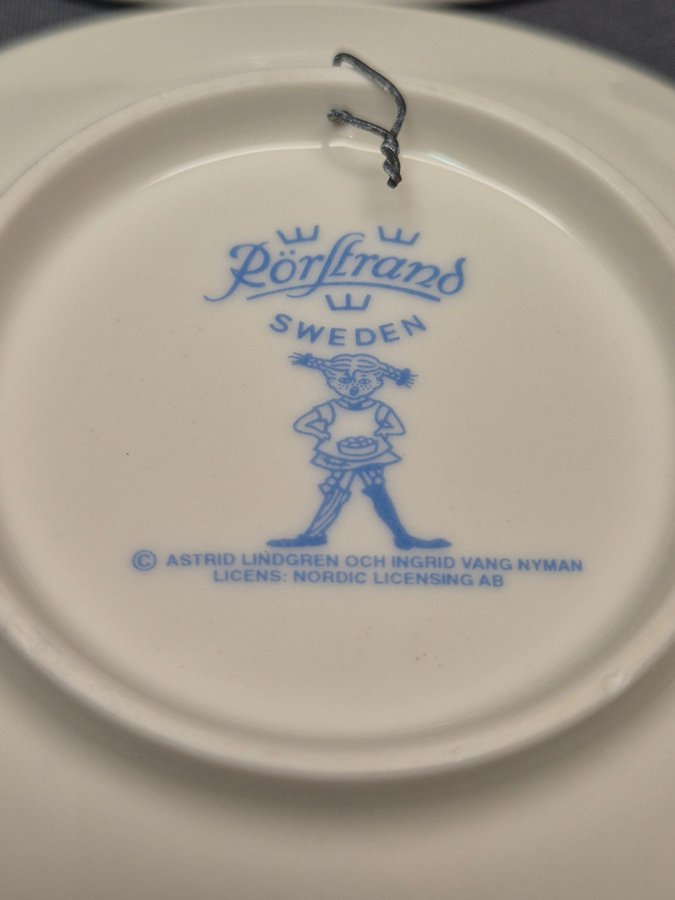 Rörstrand
SWEDEN
© ASTRID LINDGREN OCH INGRID VANG NYMAN
LICENS: NORDIC LICENSING AB